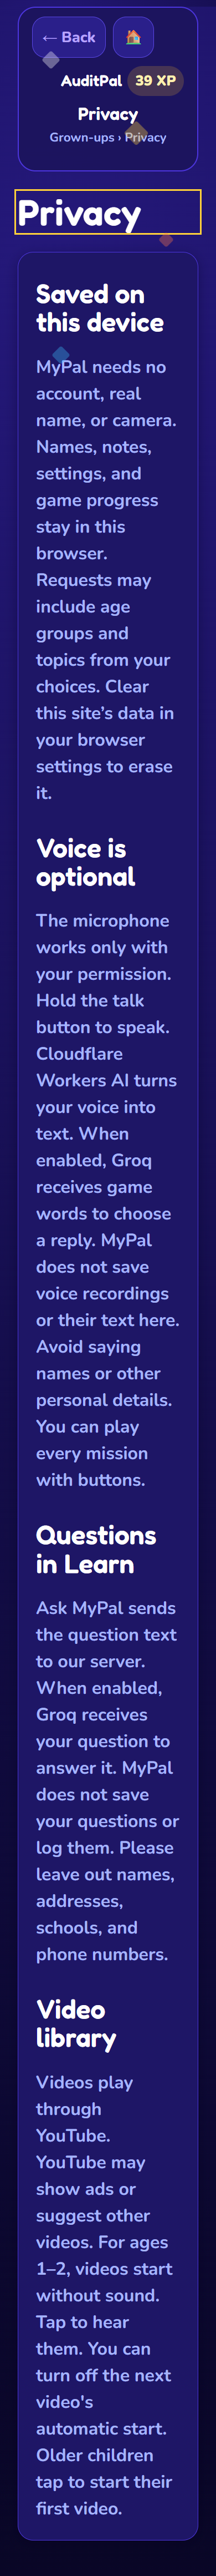 ← Back
AuditPal 39 XP
Privacy
Grown-ups › Privacy
Privacy
Saved on
this device
MyPal needs no
account, real
name, or camera.
Names, notes,
settings, and
game progress
stay in this
browser.
Requests may
include age
groups and
topics from your
choices. Clear
this site’s data in
your browser
settings to erase
it.
Voice is
optional
The microphone
works only with
your permission.
Hold the talk
button to speak.
Cloudflare
Workers AI turns
your voice into
text. When
enabled, Groq
receives game
words to choose
a reply. MyPal
does not save
voice recordings
or their text here.
Avoid saying
names or other
personal details.
You can play
every mission
with buttons.
Questions
in Learn
Ask MyPal sends
the question text
to our server.
When enabled,
Groq receives
your question to
answer it. MyPal
does not save
your questions or
log them. Please
leave out names,
addresses,
schools, and
phone numbers.
Video
library
Videos play
through
YouTube.
YouTube may
show ads or
suggest other
videos. For ages
1–2, videos start
without sound.
Tap to hear
them. You can
turn off the next
video's
automatic start.
Older children
tap to start their
first video.